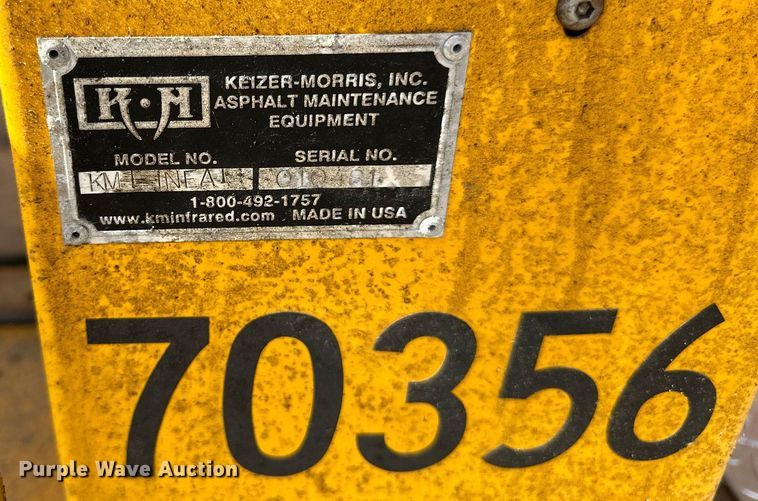 K·M
KEIZER-MORRIS, INC.
ASPHALT MAINTENANCE
EQUIPMENT
MODEL NO. SERIAL NO.
1-800-492-1757
www.kminfrared.com MADE IN USA
70356
Purple Wave Auction